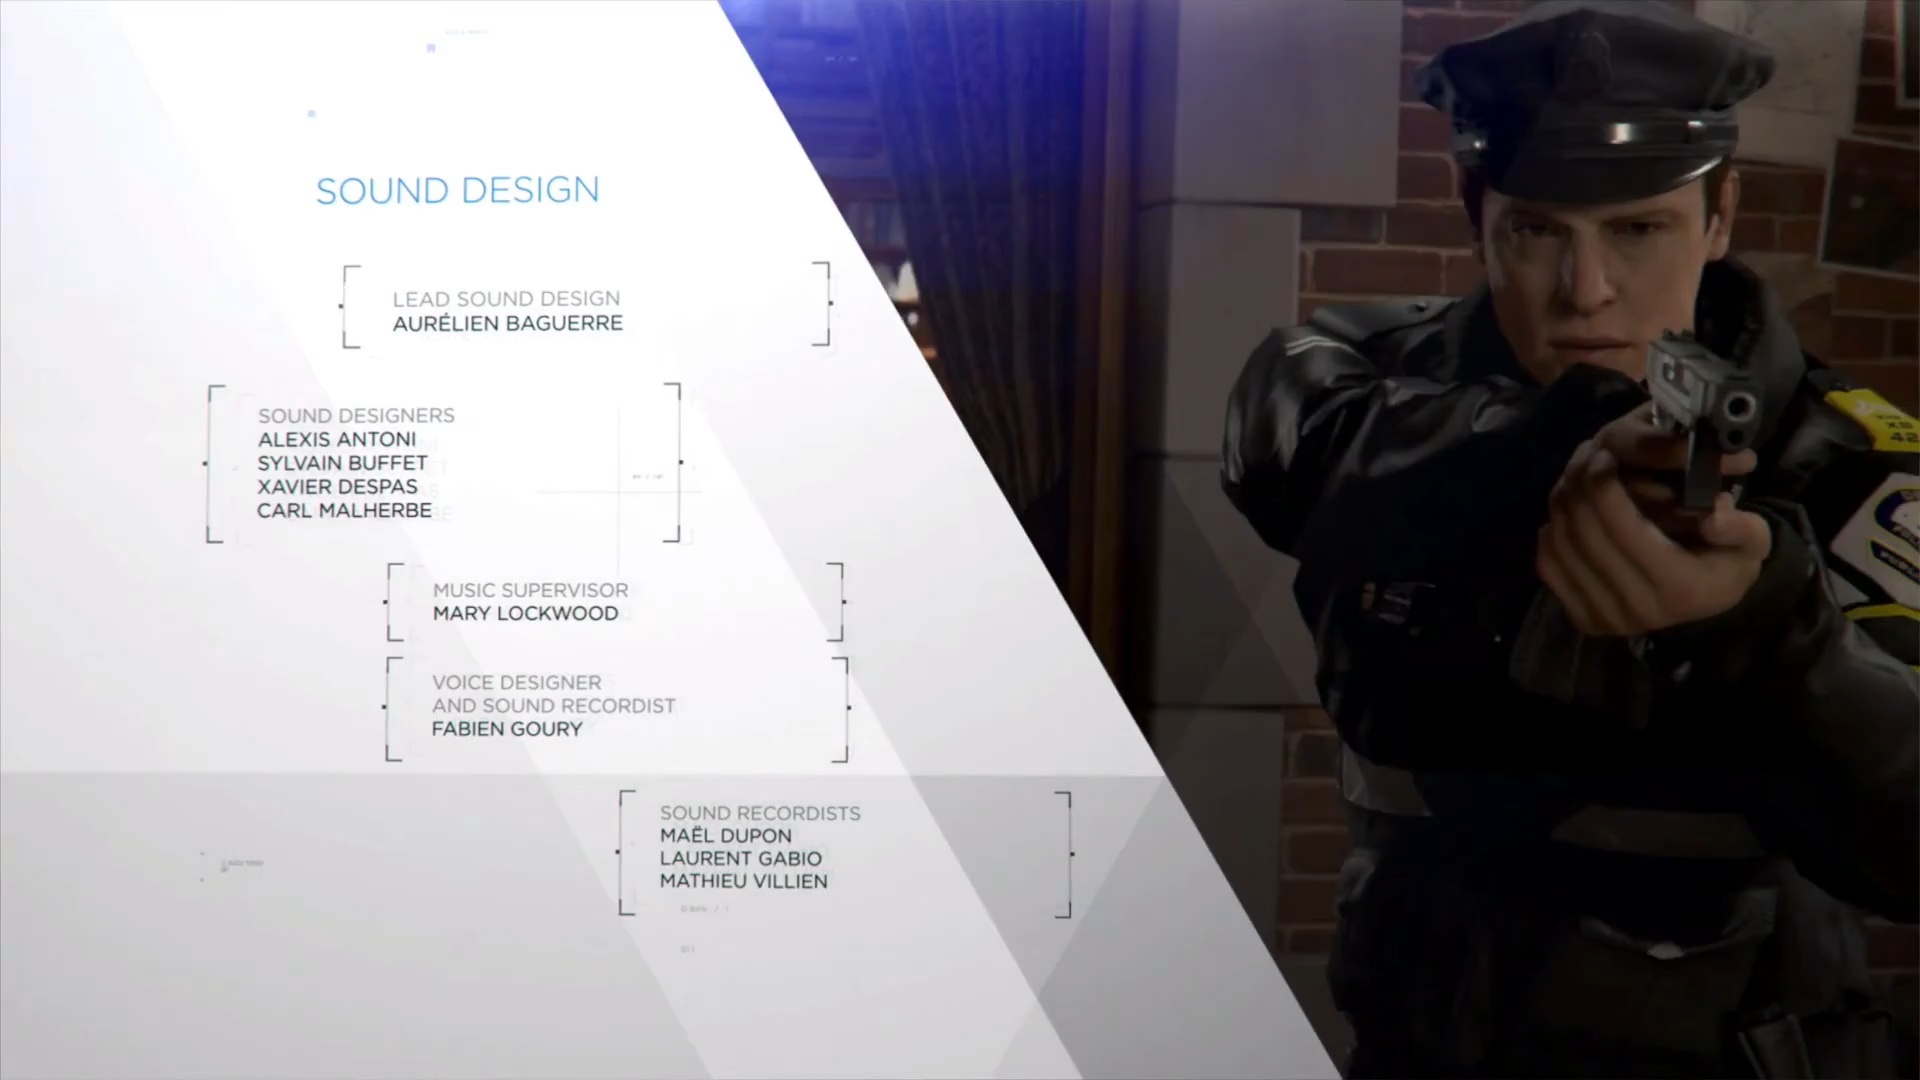 SOUND DESIGN
LEAD SOUND DESIGN
AURÉLIEN BAGUERRE
SOUND DESIGNERS
ALEXIS ANTONI
SYLVAIN BUFFET
XAVIER DESPAS
CARL MALHERBE
MUSIC SUPERVISOR
MARY LOCKWOOD
VOICE DESIGNER
AND SOUND RECORDIST
FABIEN GOURY
SOUND RECORDISTS
MAËL DUPON
LAURENT GABIO
MATHIEU VILLIEN